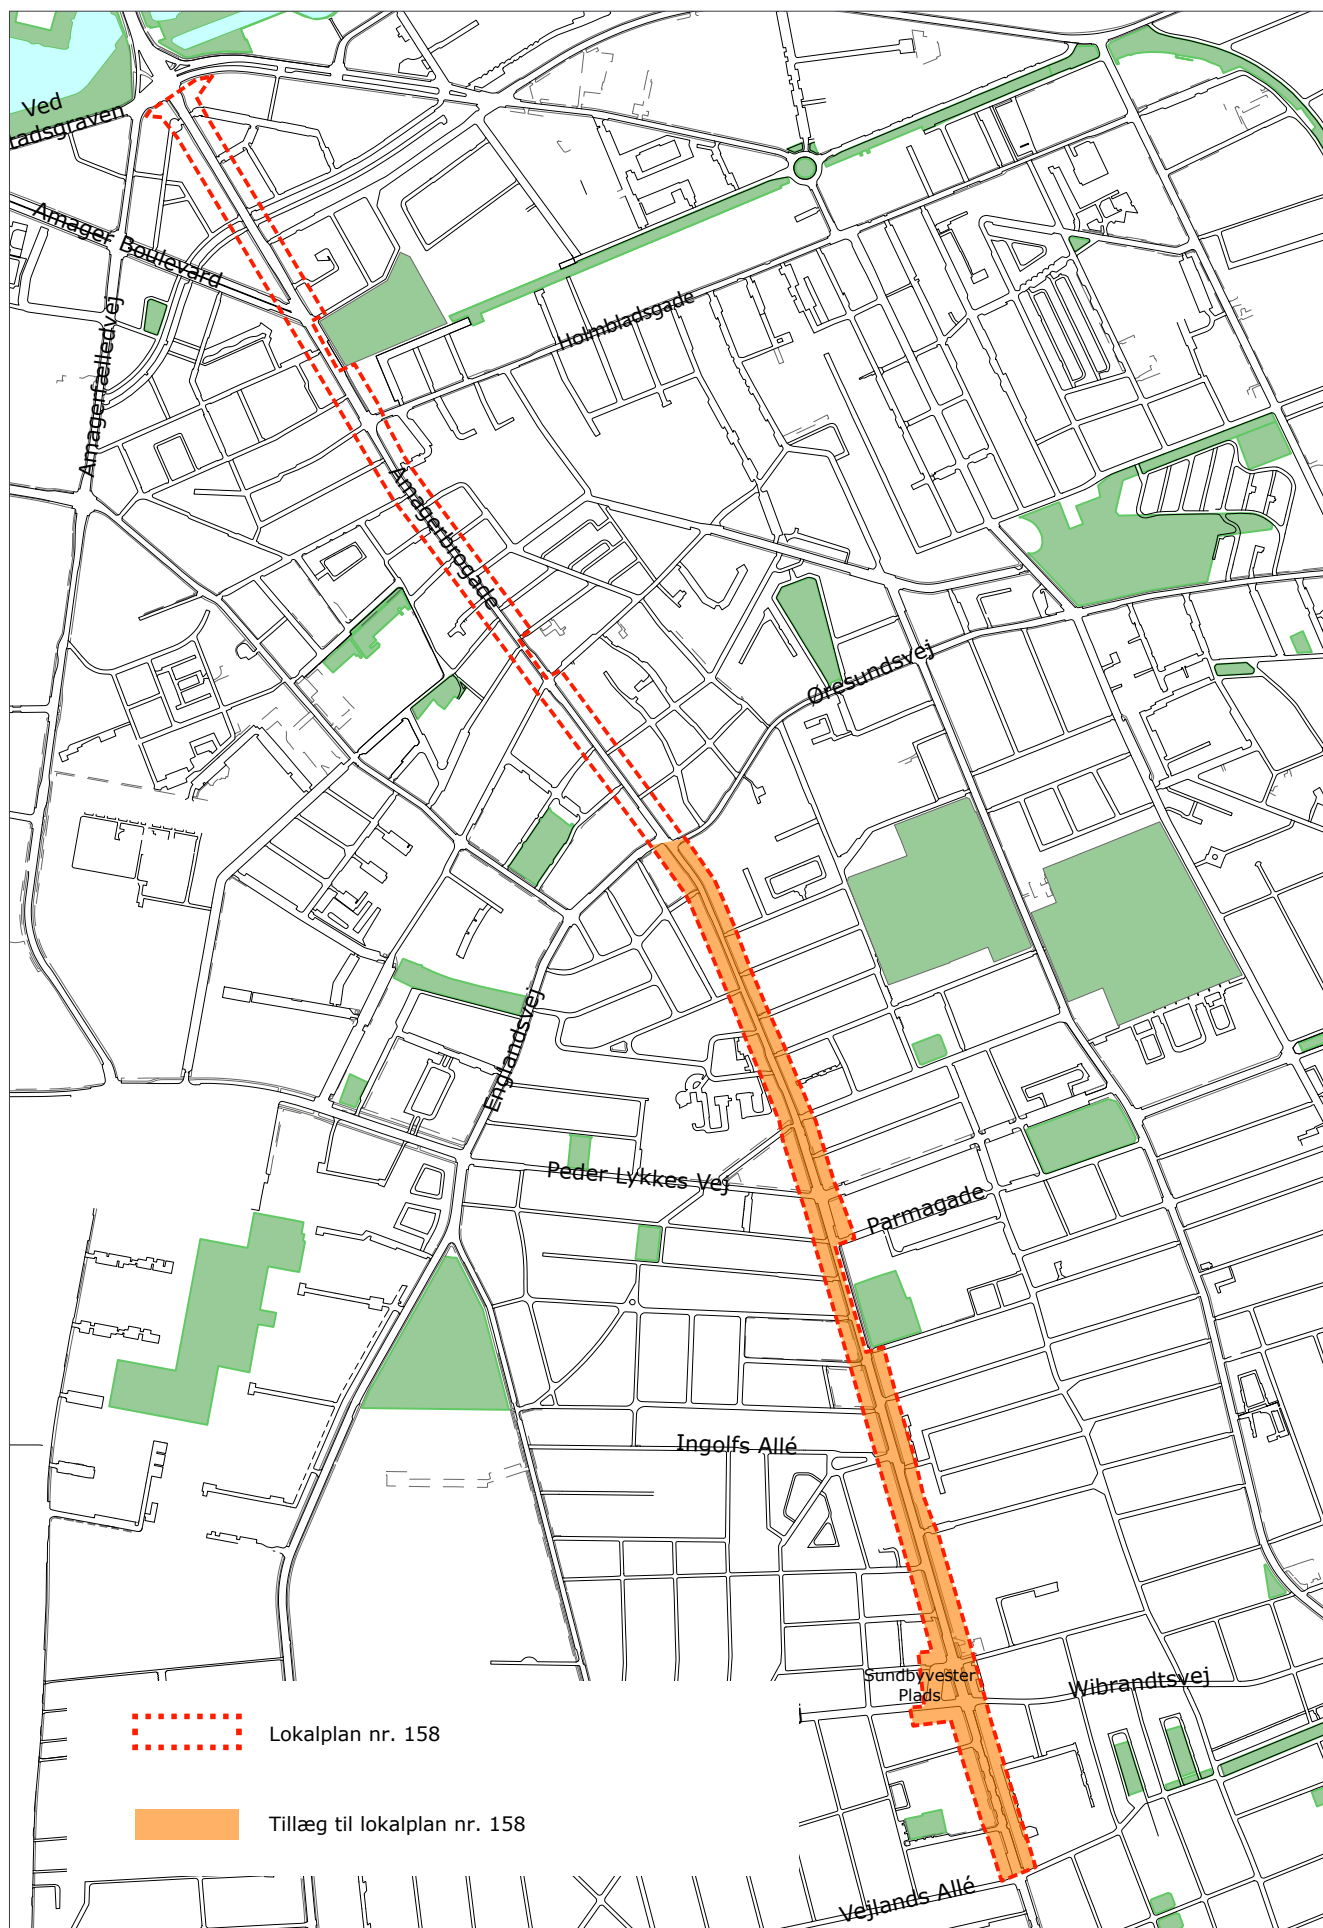 Ved
radsgraven
Amager Boulevard
Amagerfælledvej
Holmbladsgade
Amagerbrogade
Øresundsvej
Englandsvej
Peder Lykkes Vej
Parmagade
Ingolfs Allé
Sundbyvester
Plads
Wibrandtsvej
Lokalplan nr. 158
Tillæg til lokalplan nr. 158
Vejlands Allé